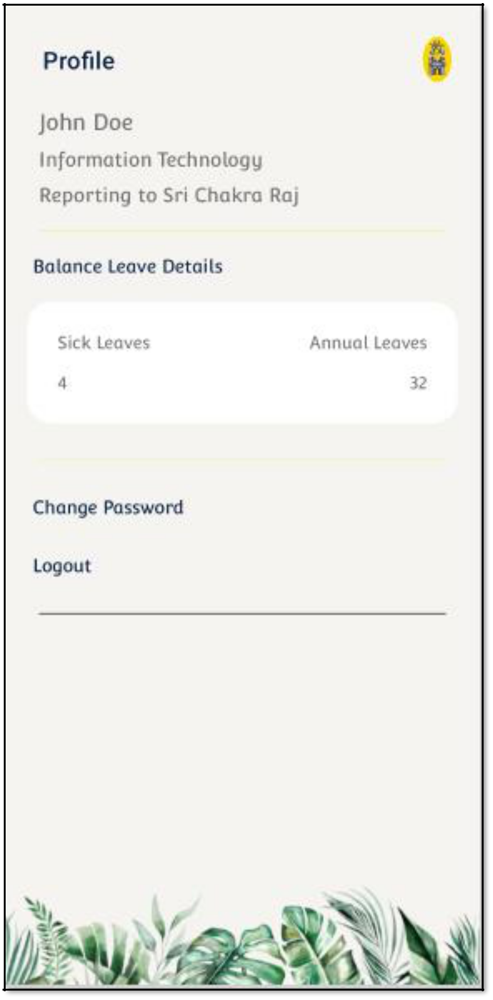 Profile
John Doe
Information Technology
Reporting to Sri Chakra Raj
Balance Leave Details
Sick Leaves Annual Leaves
4 32
Change Password
Logout